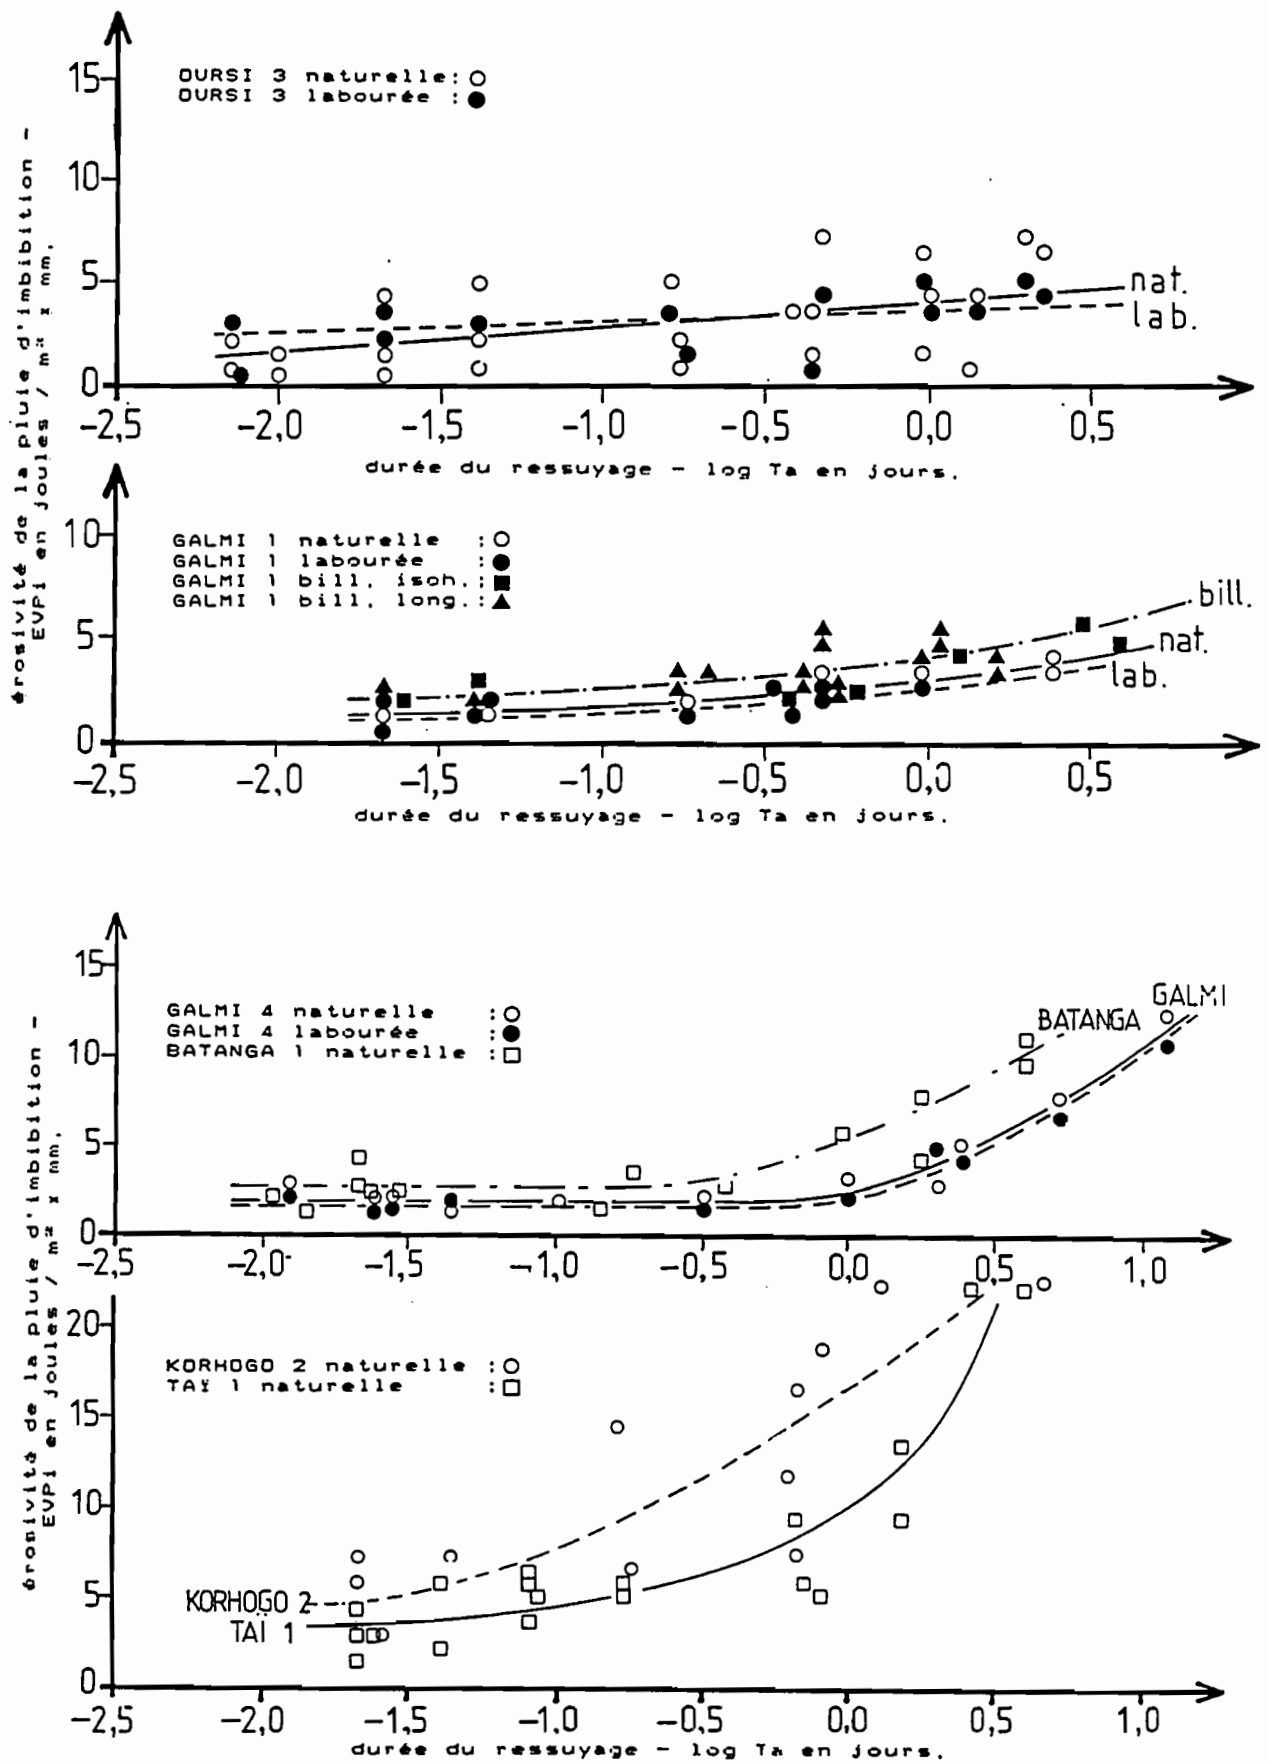 érosivité de la pluie d'imbibition -
EVPi en joules / m² x mm.
15
10
5
0
OURSI 3 naturelle:
OURSI 3 labourée :
nat.
lab.
-2,5 -2,0 -1,5 -1,0 -0,5 0,0 0,5
durée du ressuyage - log Ta en jours.
10
5
0
GALMI 1 naturelle :
GALMI 1 labourée :
GALMI 1 bill. isoh.:
GALMI 1 bill. long.:
bill.
nat.
lab.
-2,5 -2,0 -1,5 -1,0 -0,5 0,0 0,5
durée du ressuyage - log Ta en jours.
érosivité de la pluie d'imbibition -
EVPi en joules / m² x mm.
15
10
5
0
GALMI 4 naturelle :
GALMI 4 labourée :
BATANGA 1 naturelle :
GALMI
BATANGA
-2,5 -2,0 -1,5 -1,0 -0,5 0,0 0,5 1,0
20
15
10
5
0
KORHOGO 2 naturelle :
TAÏ 1 naturelle :
KORHOGO 2
TAÏ 1
-2,5 -2,0 -1,5 -1,0 -0,5 0,0 0,5 1,0
durée du ressuyage - log Ta en jours.